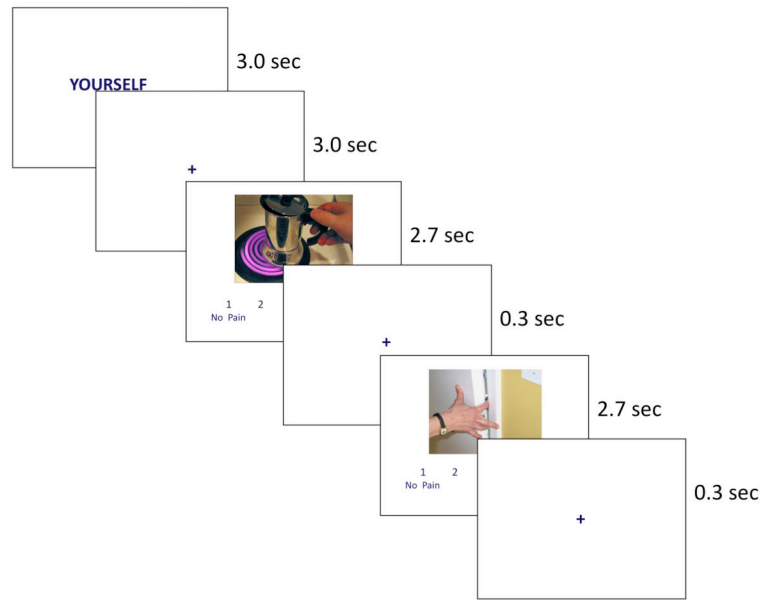 YOURSELF
3.0 sec
+
3.0 sec
1 2
No Pain
2.7 sec
+
0.3 sec
1 2
No Pain
2.7 sec
+
0.3 sec